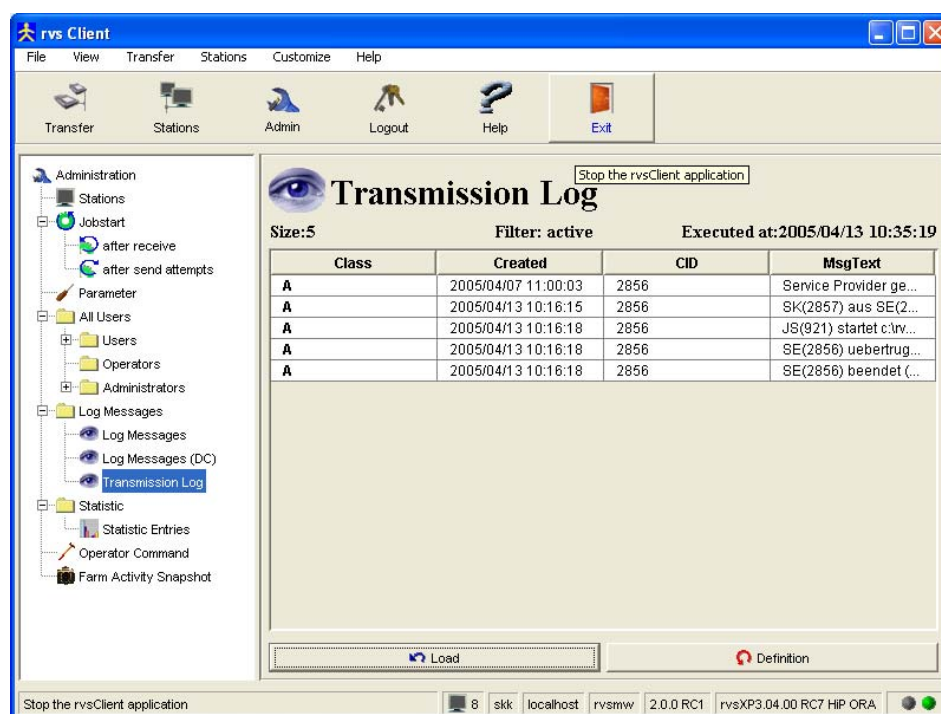 rvs Client
File View Transfer Stations Customize Help
Transfer Stations Admin Logout Help Exit
Stop the rvsClient application
Administration
Stations
Jobstart
after receive
after send attempts
Parameter
All Users
Users
Operators
Administrators
Log Messages
Log Messages
Log Messages (DC)
Transmission Log
Statistic
Statistic Entries
Operator Command
Farm Activity Snapshot
Transmission Log
Size:5 Filter: active Executed at:2005/04/13 10:35:19
Class Created CID MsgText
A 2005/04/07 11:00:03 2856 Service Provider ge...
A 2005/04/13 10:16:15 2856 SK(2857) aus SE(2...
A 2005/04/13 10:16:18 2856 JS(921) startet c:\rv...
A 2005/04/13 10:16:18 2856 SE(2856) uebertrug...
A 2005/04/13 10:16:18 2856 SE(2856) beendet (...
Load Definition
Stop the rvsClient application 8 skk localhost rvsmw 2.0.0 RC1 rvsXP3.04.00 RC7 HiP ORA